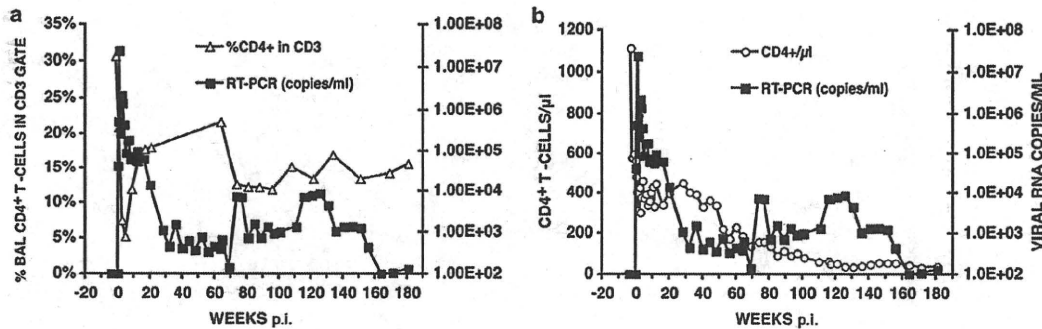 a
35%
30%
25%
20%
15%
10%
5%
0%
% BAL CD4+ T-CELLS IN CD3 GATE
%CD4+ in CD3
RT-PCR (copies/ml)
1.00E+08
1.00E+07
1.00E+06
1.00E+05
1.00E+04
1.00E+03
1.00E+02
-20 0 20 40 60 80 100 120 140 160 180
WEEKS p.i.
b
1200
1000
800
600
400
200
0
CD4+ T -CELLS/µl
CD4+/µl
RT-PCR (copies/ml)
1.0E+08
1.0E+07
1.0E+06
1.0E+05
1.0E+04
1.0E+03
1.0E+02
VIRAL RNA COPIES/ML
-20 0 20 40 60 80 100 120 140 160 180
WEEKS p.i.